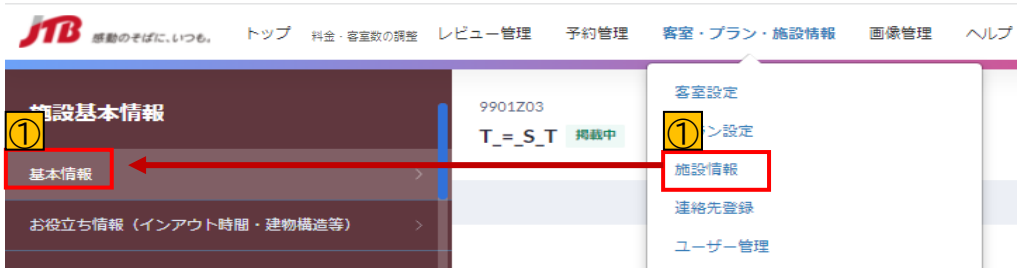 JTB 感動のそばに、いつも。 トップ 料金・客室数の調整 レビュー管理 予約管理 客室・プラン・施設情報 画像管理 ヘルプ
施設基本情報
①
基本情報
お役立ち情報（インアウト時間・建物構造等）
9901Z03
T_=_S_T 掲載中
客室設定
①ラン設定
施設情報
連絡先登録
ユーザー管理